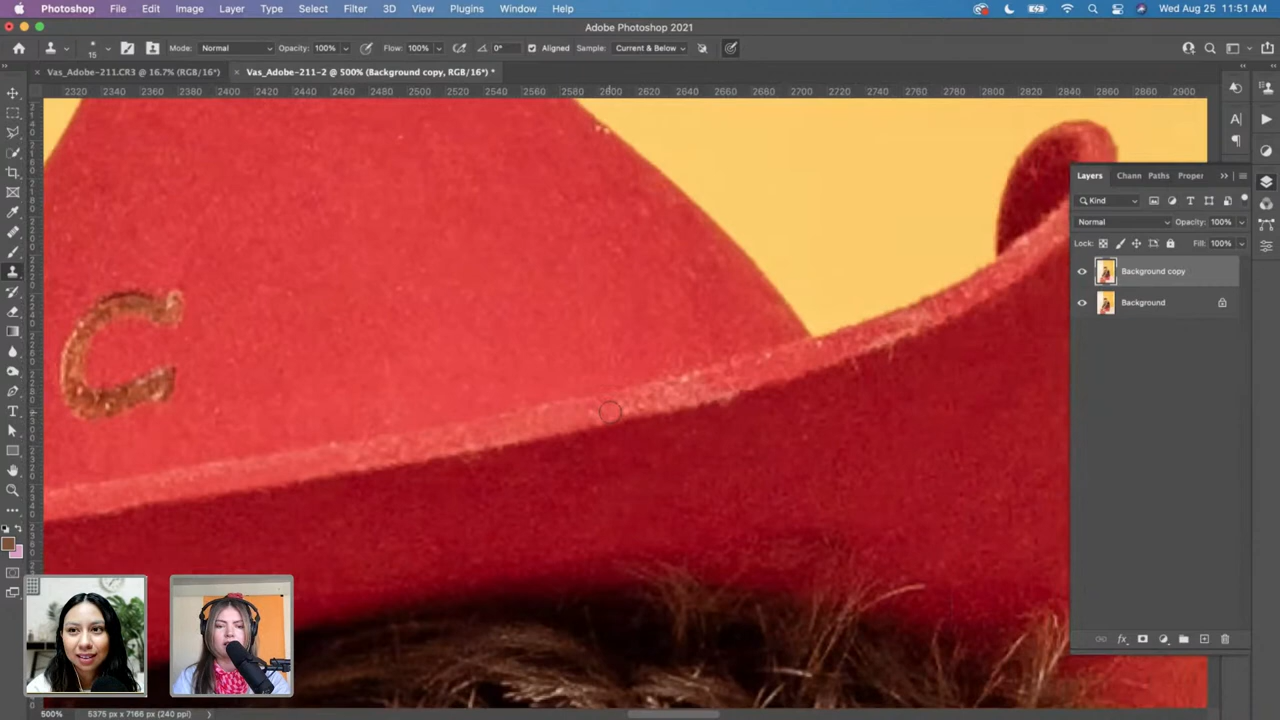 Photoshop File Edit Image Layer Type Select Filter 3D View Plugins Window Help Wed Aug 25 11:51 AM
Adobe Photoshop 2021
15 Mode: Normal Opacity: 100% Flow: 100% 0° Aligned Sample: Current & Below
Vas_Adobe-211.CR3 @ 16.7% (RGB/16*) Vas_Adobe-211-2 @ 500% (Background copy, RGB/16*) *
2320 2340 2360 2380 2400 2420 2440 2460 2480 2500 2520 2540 2560 2580 2600 2620 2640 2660 2680 2700 2720 2740 2760 2780 2800 2820 2840 2860 2880 2900
C
Layers Chann Paths Proper
Kind
Normal Opacity: 100%
Lock: Fill: 100%
Background copy
Background
500% 5375 px x 7166 px (240 ppi)